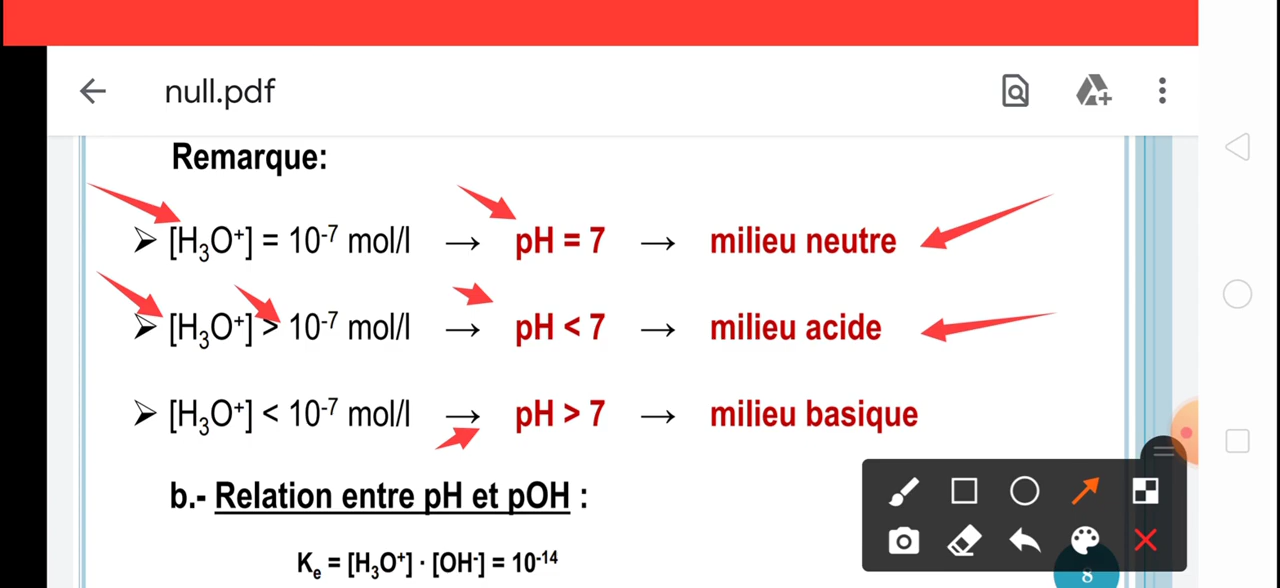 null.pdf
Remarque:
➢ [H₃O⁺] = 10⁻⁷ mol/l → pH = 7 → milieu neutre
➢ [H₃O⁺] > 10⁻⁷ mol/l → pH < 7 → milieu acide
➢ [H₃O⁺] < 10⁻⁷ mol/l → pH > 7 → milieu basique
b.- Relation entre pH et pOH :
Kₑ = [H₃O⁺] · [OH⁻] = 10⁻¹⁴
8